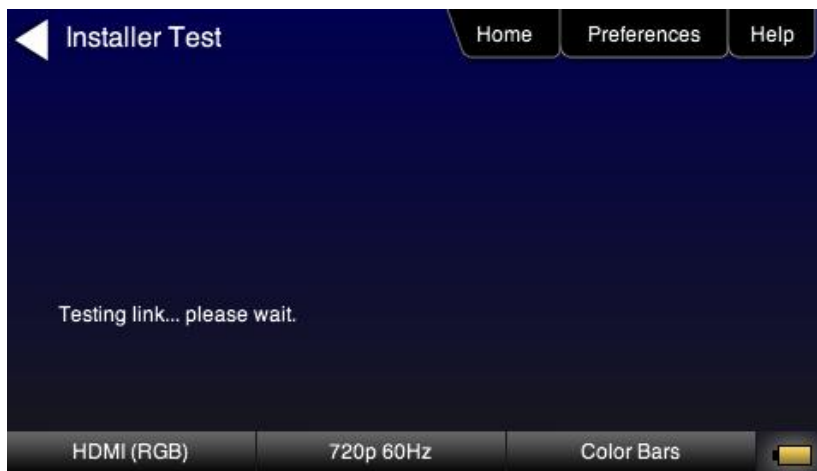 Installer Test
Home
Preferences
Help
Testing link... please wait.
HDMI (RGB)
720p 60Hz
Color Bars